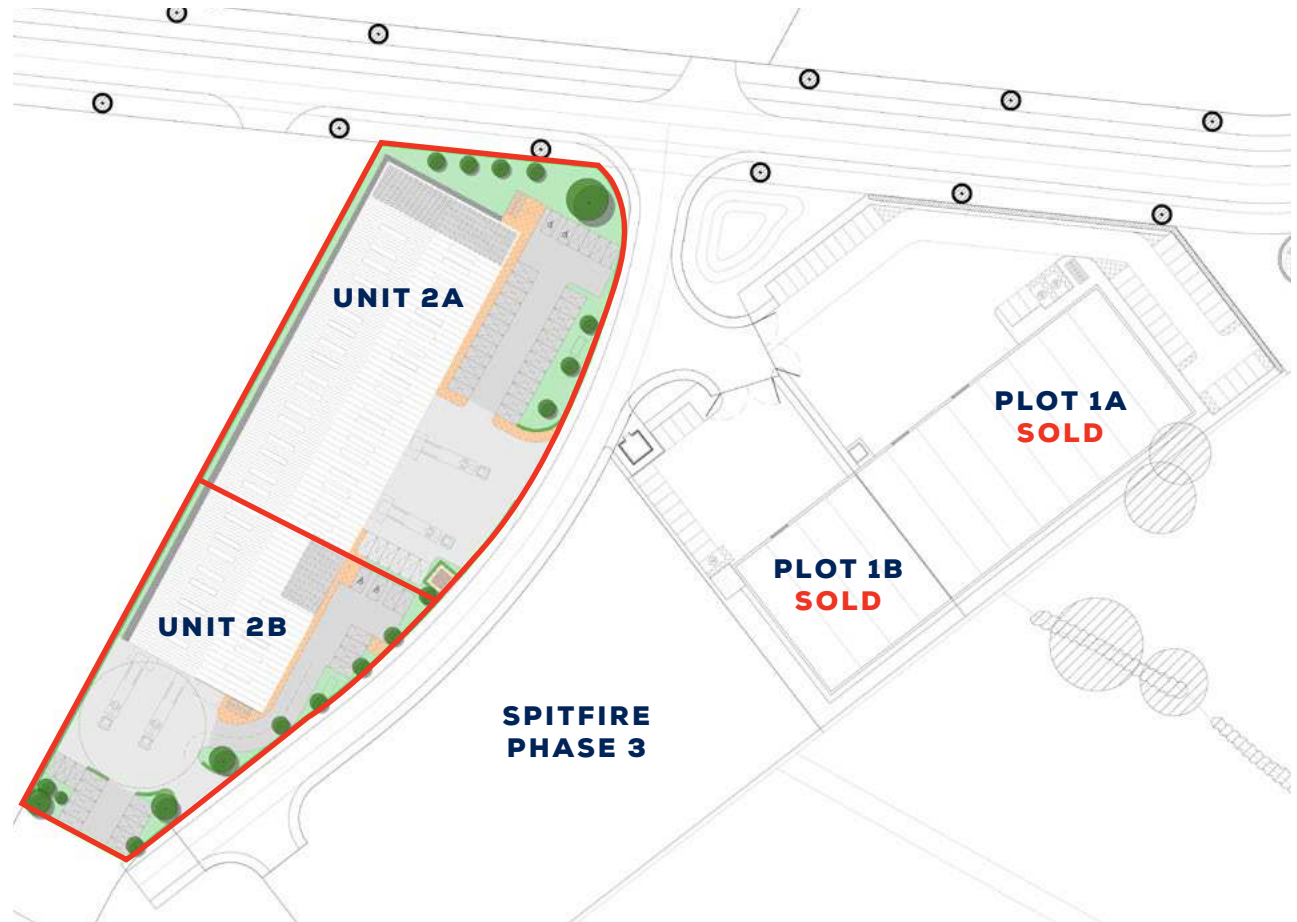 UNIT 2A
PLOT 1A
SOLD
PLOT 1B
SOLD
UNIT 2B
SPITFIRE
PHASE 3